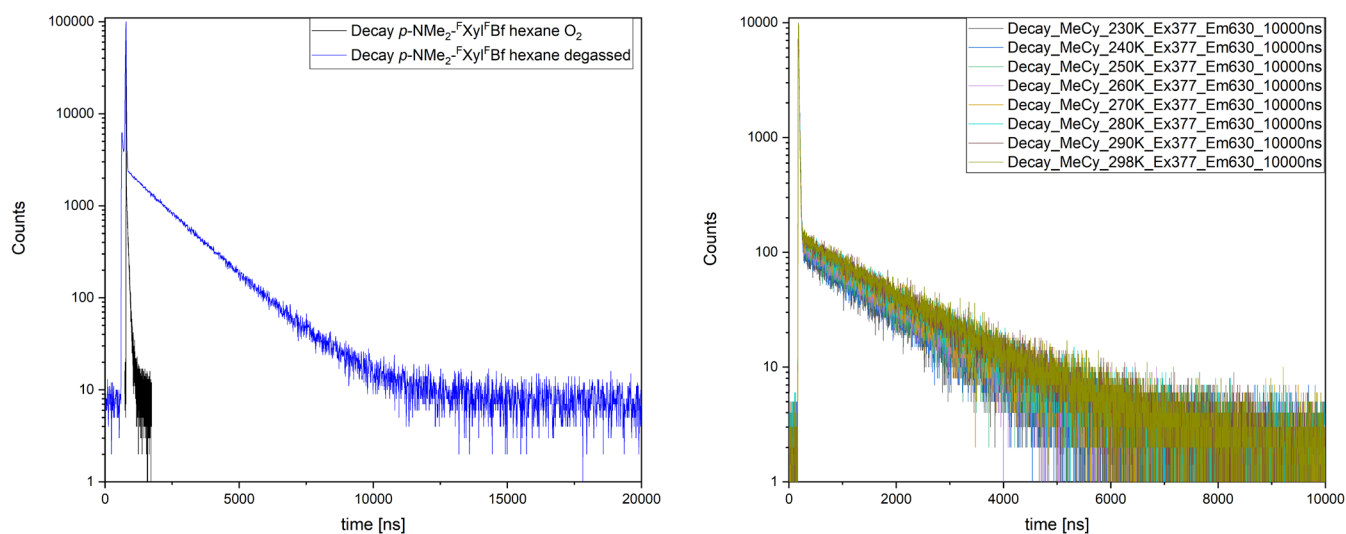 100000
100000
10000
1000
100
10
1
Counts
0
5000
10000
15000
20000
time [ns]
Decay p-NMe₂-ᶠXylᶠBf hexane O₂
Decay p-NMe₂-ᶠXylᶠBf hexane degassed
10000
1000
100
10
1
Counts
0
2000
4000
6000
8000
10000
time [ns]
Decay_MeCy_230K_Ex377_Em630_10000ns
Decay_MeCy_240K_Ex377_Em630_10000ns
Decay_MeCy_250K_Ex377_Em630_10000ns
Decay_MeCy_260K_Ex377_Em630_10000ns
Decay_MeCy_270K_Ex377_Em630_10000ns
Decay_MeCy_280K_Ex377_Em630_10000ns
Decay_MeCy_290K_Ex377_Em630_10000ns
Decay_MeCy_298K_Ex377_Em630_10000ns